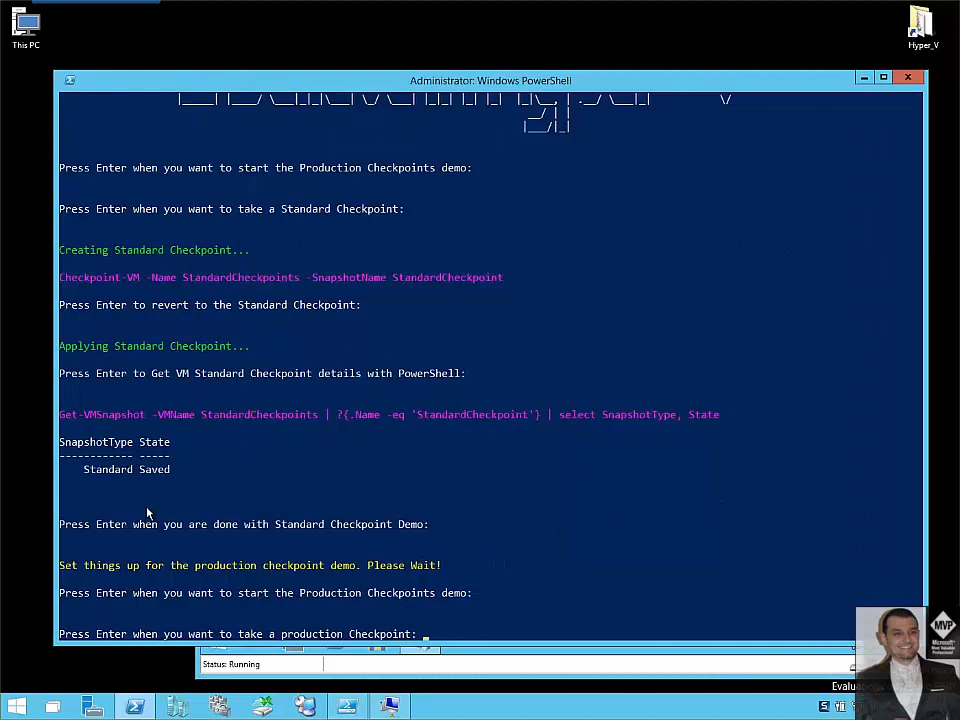 This PC
Hyper_V
Administrator: Windows PowerShell
Press Enter when you want to start the Production Checkpoints demo:
Press Enter when you want to take a Standard Checkpoint:
Creating Standard Checkpoint...
Checkpoint-VM -Name StandardCheckpoints -SnapshotName StandardCheckpoint
Press Enter to revert to the Standard Checkpoint:
Applying Standard Checkpoint...
Press Enter to Get VM Standard Checkpoint details with PowerShell:
Get-VMSnapshot -VMName StandardCheckpoints | ?{.Name -eq 'StandardCheckpoint'} | select SnapshotType, State
SnapshotType State
------------ -----
Standard Saved
Press Enter when you are done with Standard Checkpoint Demo:
Set things up for the production checkpoint demo. Please Wait!
Press Enter when you want to start the Production Checkpoints demo:
Press Enter when you want to take a production Checkpoint:
Status: Running
MVP
Microsoft
Most Valuable
Professional